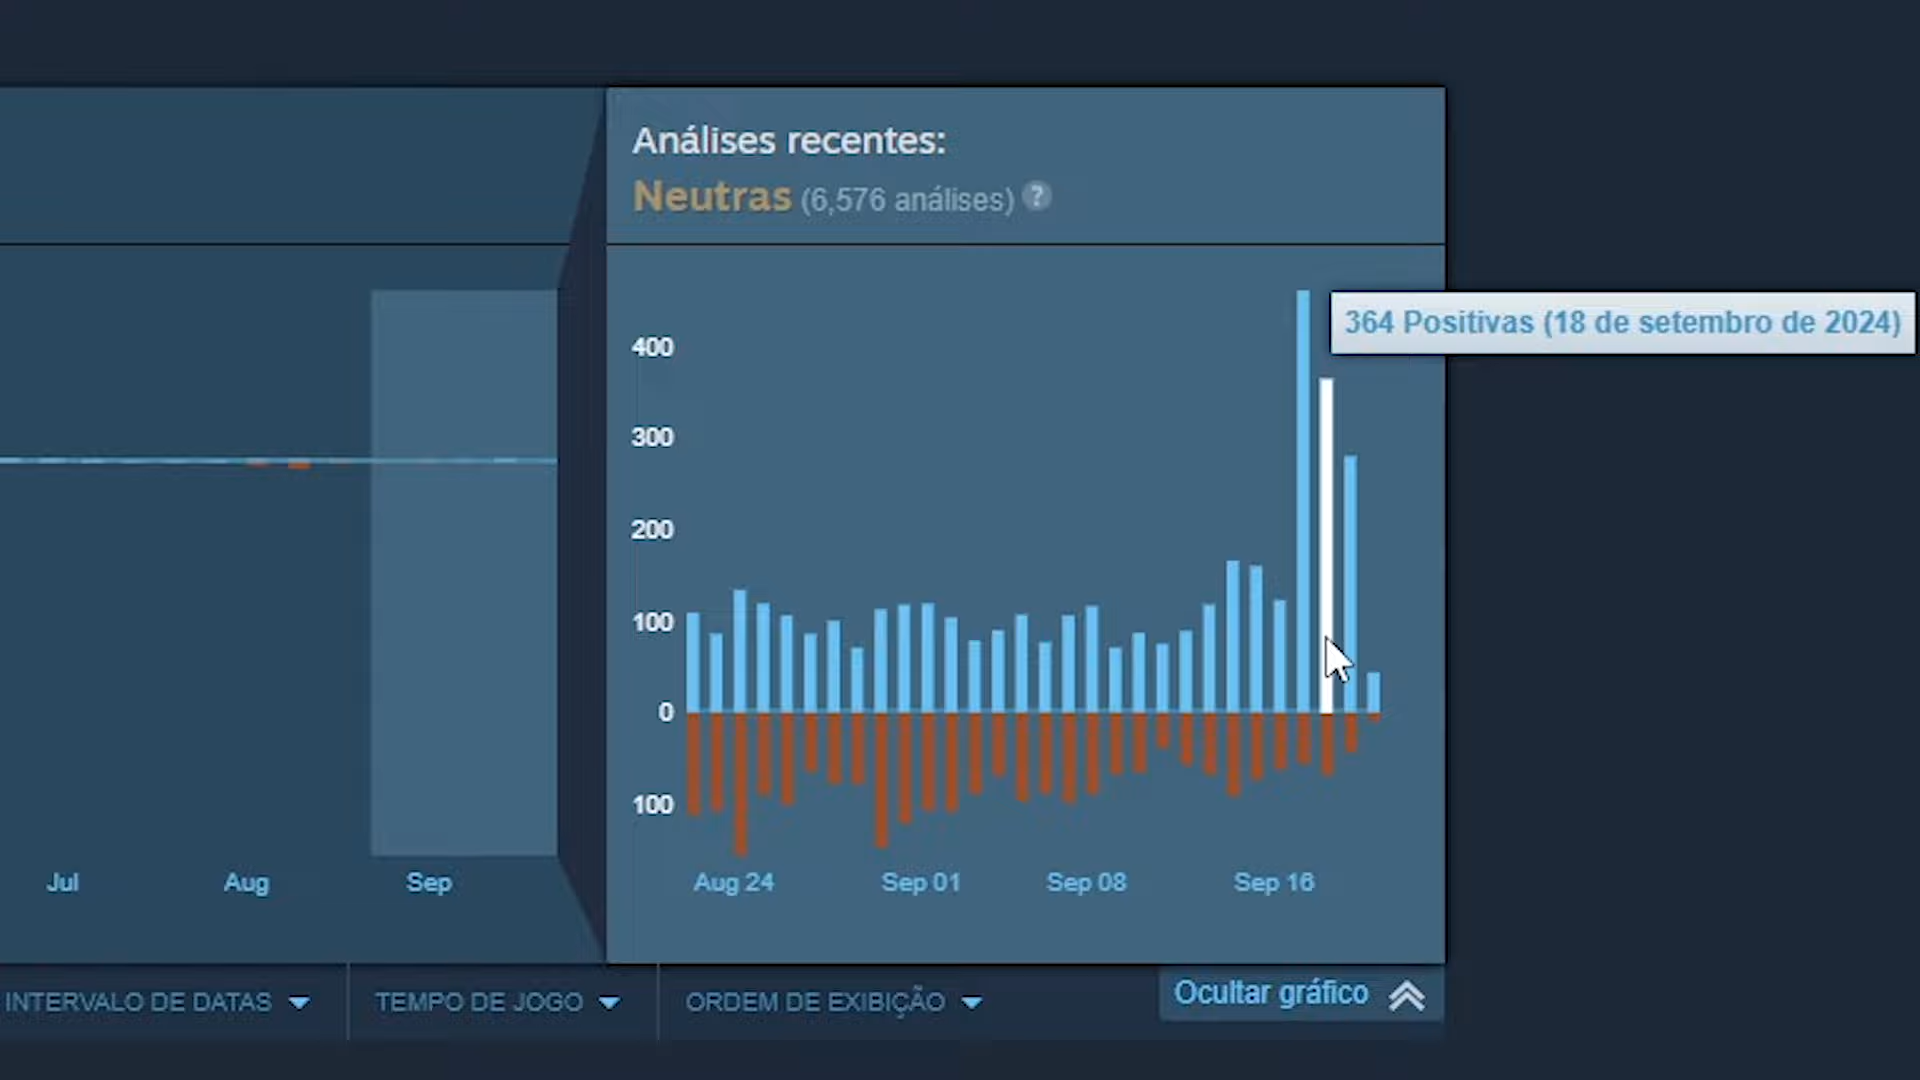 Análises recentes:
Neutras (6,576 análises) ?
364 Positivas (18 de setembro de 2024)
400
300
200
100
0
100
Jul Aug Sep
Aug 24 Sep 01 Sep 08 Sep 16
INTERVALO DE DATAS TEMPO DE JOGO ORDEM DE EXIBIÇÃO Ocultar gráfico